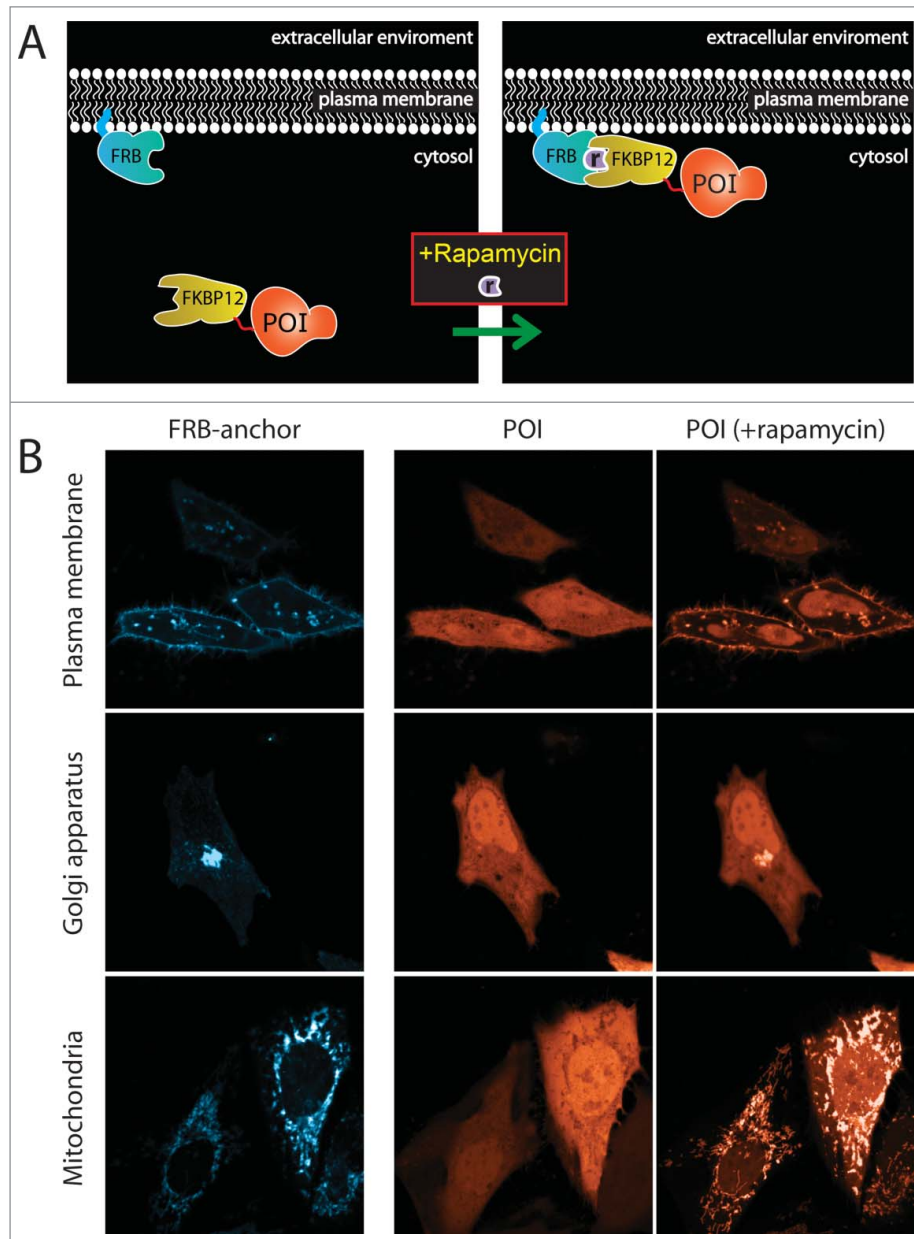 A
extracellular enviroment
plasma membrane
FRB
cytosol
FKBP12
POI
+Rapamycin
r
extracellular enviroment
plasma membrane
FRB
r
FKBP12
cytosol
POI
B
FRB-anchor
POI
POI (+rapamycin)
Plasma membrane
Golgi apparatus
Mitochondria